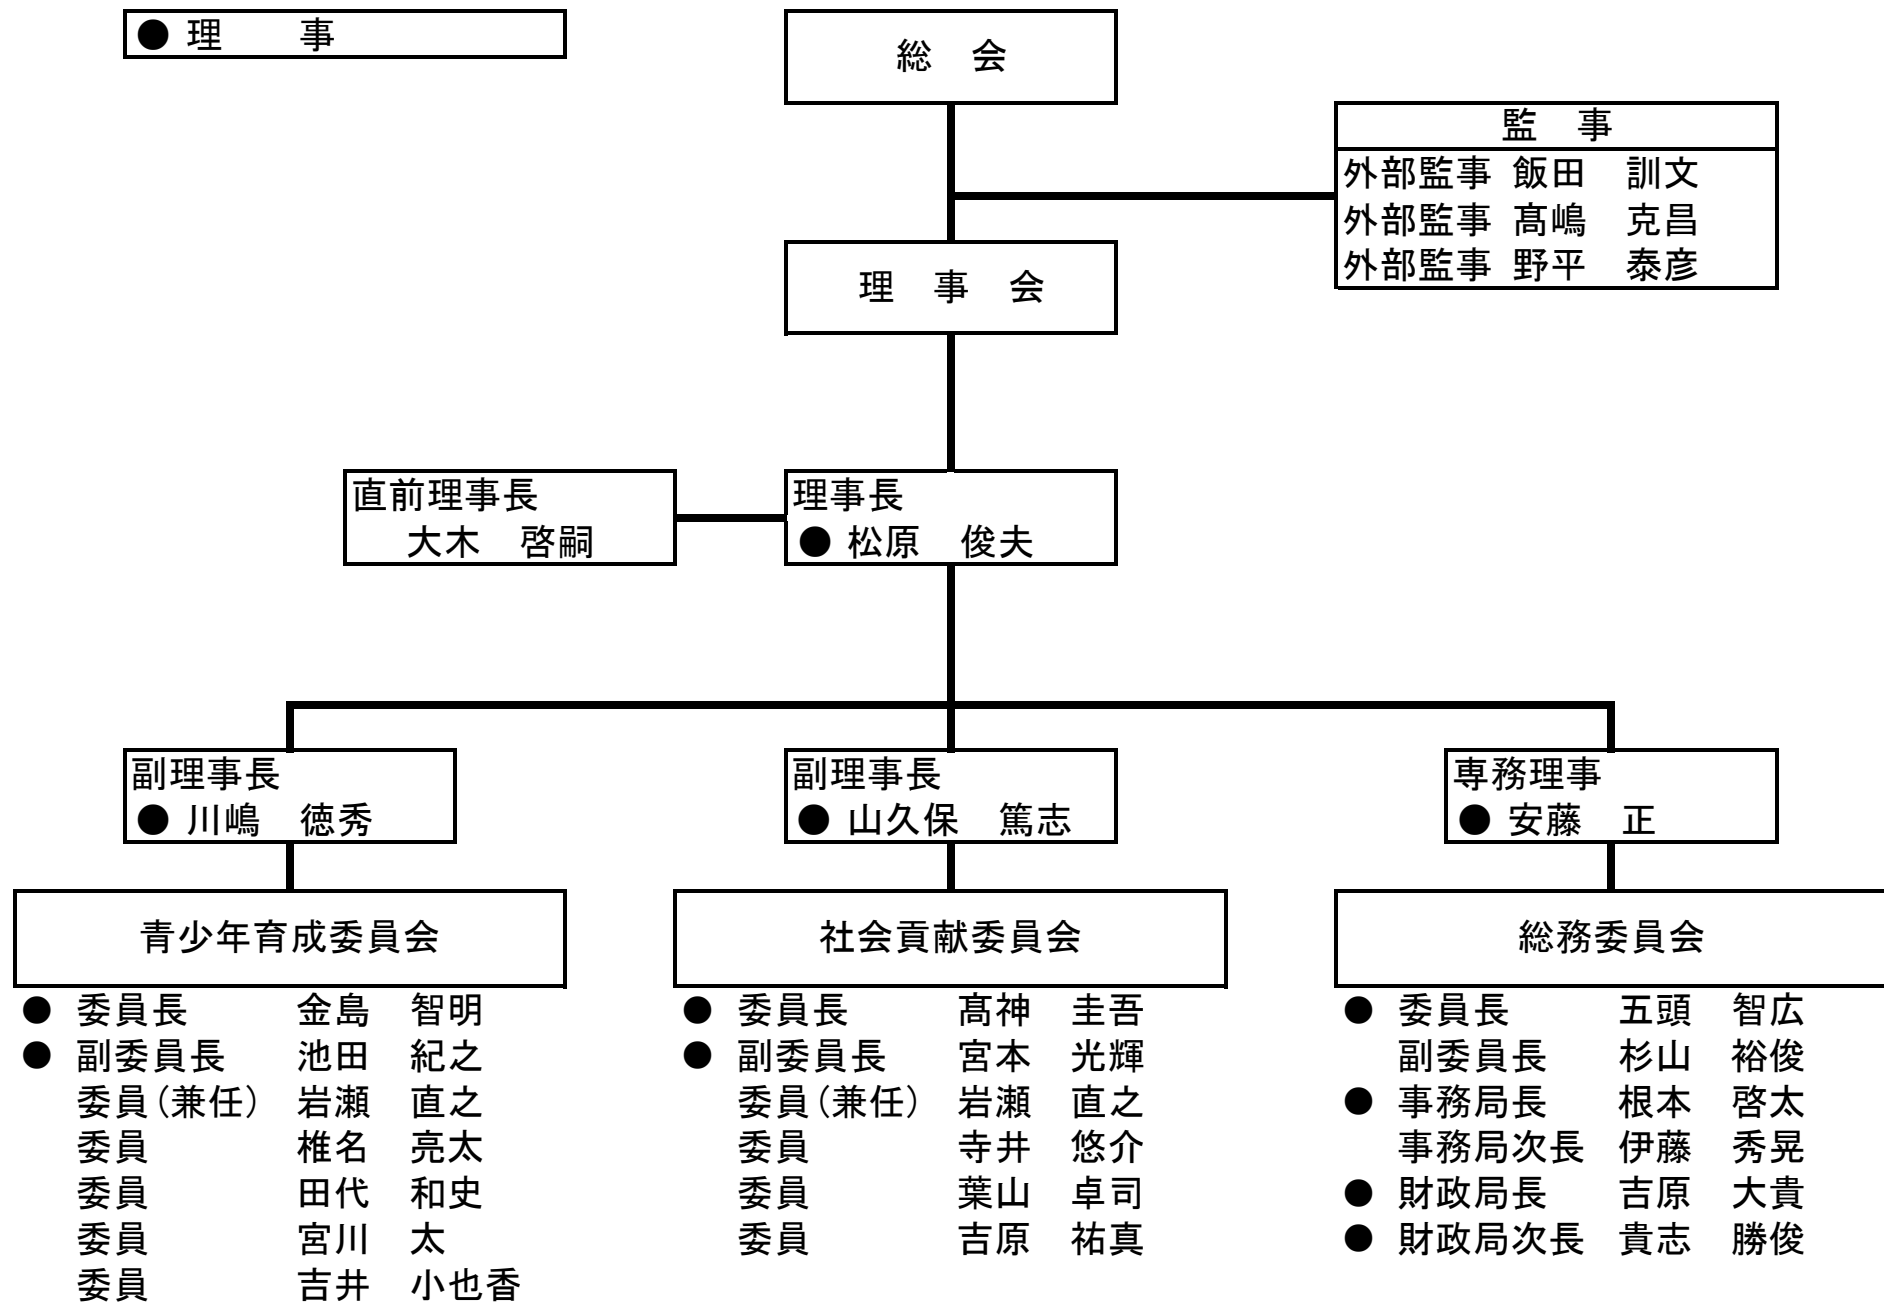 ● 理　　事
総　会
監　事
外部監事 飯田　訓文
外部監事 髙嶋　克昌
外部監事 野平　泰彦
理　事　会
直前理事長
大木　啓嗣
理事長
● 松原　俊夫
副理事長
● 川嶋　徳秀
副理事長
● 山久保　篤志
専務理事
● 安藤　正
青少年育成委員会
● 委員長　金島　智明
● 副委員長　池田　紀之
委員（兼任）　岩瀬　直之
委員　椎名　亮太
委員　田代　和史
委員　宮川　太
委員　吉井　小也香
社会貢献委員会
● 委員長　髙神　圭吾
● 副委員長　宮本　光輝
委員（兼任）　岩瀬　直之
委員　寺井　悠介
委員　葉山　卓司
委員　吉原　祐真
総務委員会
● 委員長　五頭　智広
副委員長　杉山　裕俊
● 事務局長　根本　啓太
事務局次長　伊藤　秀晃
● 財政局長　吉原　大貴
● 財政局次長　貴志　勝俊